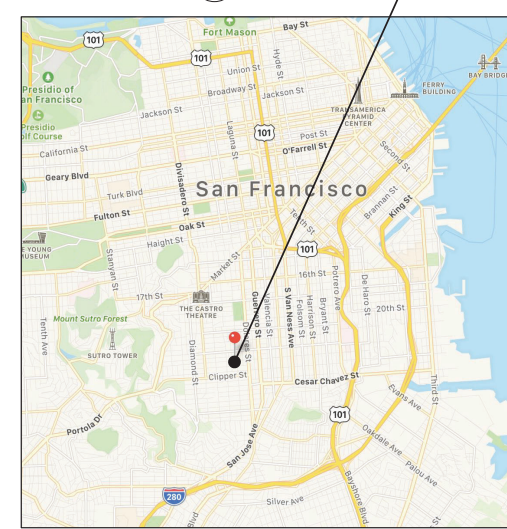 Bay St
Fort Mason
101
101
Hyde St
Union St
Presidio of
an Francisco
Broadway St
Jackson St
BAY BRIDGE
FERRY
BUILDING
TRANSAMERICA
PYRAMID
CENTER
Jackson St
Presidio
olf Course
Laguna St
101
Post St
California St
O'Farrell St
Second St
Geary Blvd
Divisadero St
San Francisco
Turk Blvd
Brannan St
King St
Fulton St
Oak St
Tenth St
E YOUNG
MUSEUM
Haight St
Stanyan St
Market St
101
16th St
17th St
THE CASTRO
THEATRE
Guerrero St
Valencia St
S Van Ness Ave
Folsom St
Harrison St
Bryant St
Potrero Ave
De Haro St
20th St
Mount Sutro Forest
Tenth Ave
SUTRO TOWER
Diamond St
Dolores St
Clipper St
Cesar Chavez St
Third St
Evans Ave
Portola Dr
101
San Jose Ave
Oakdale Ave
Palou Ave
280
Silver Ave
Bayshore Blvd
Blvd